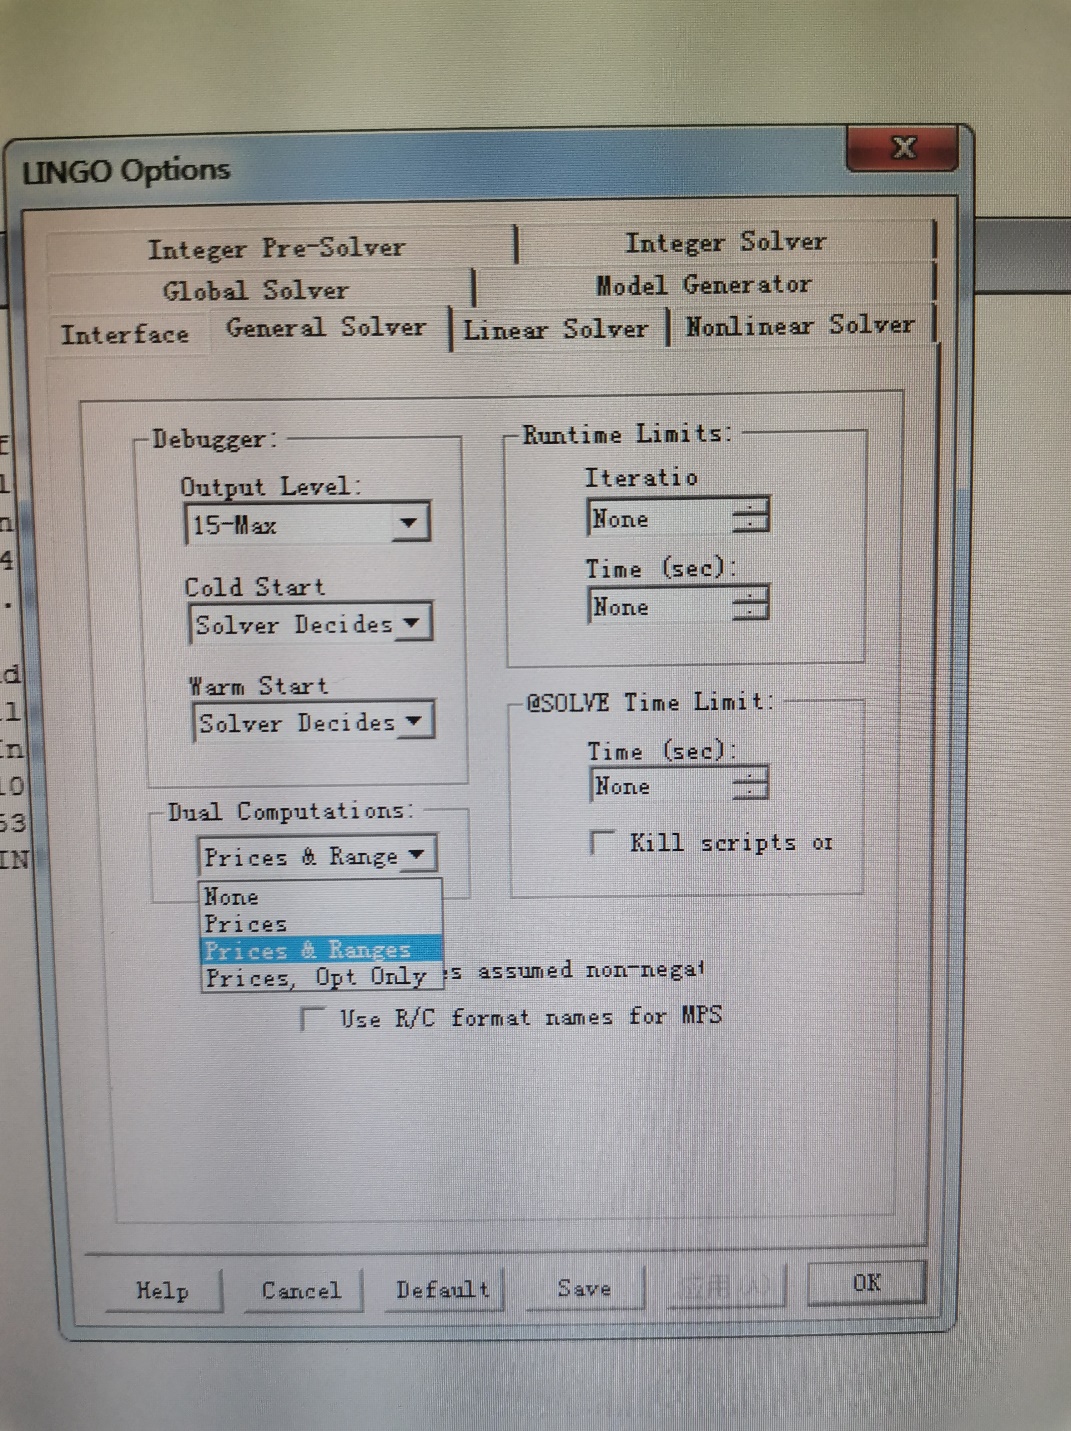 LINGO Options
Integer Pre-Solver
Integer Solver
Global Solver
Model Generator
Interface
General Solver
Linear Solver
Nonlinear Solver
Debugger:
Output Level:
15-Max
Cold Start
Solver Decides
Warm Start
Solver Decides
Dual Computations:
Prices & Range
None
Prices
Prices & Ranges
Prices, Opt Only
Runtime Limits:
Iteratio
None
Time (sec):
None
@SOLVE Time Limit:
Time (sec):
None
Kill scripts or
s assumed non-negat
Use R/C format names for MPS
Help
Cancel
Default
Save
OK